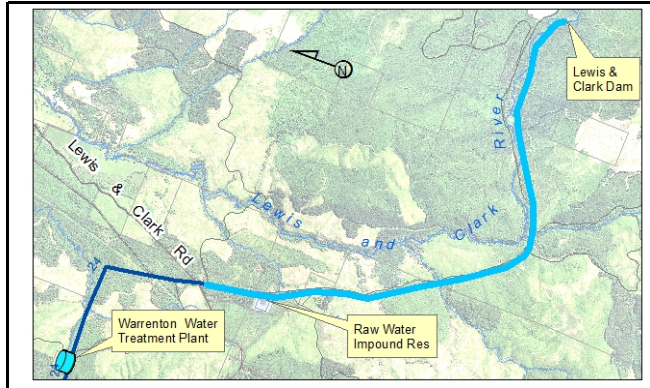 Lewis &
Clark Dam
N
River
Lewis & Clark Rd
Lewis and Clark
24
Warrenton Water
Treatment Plant
Raw Water
Impound Res
24